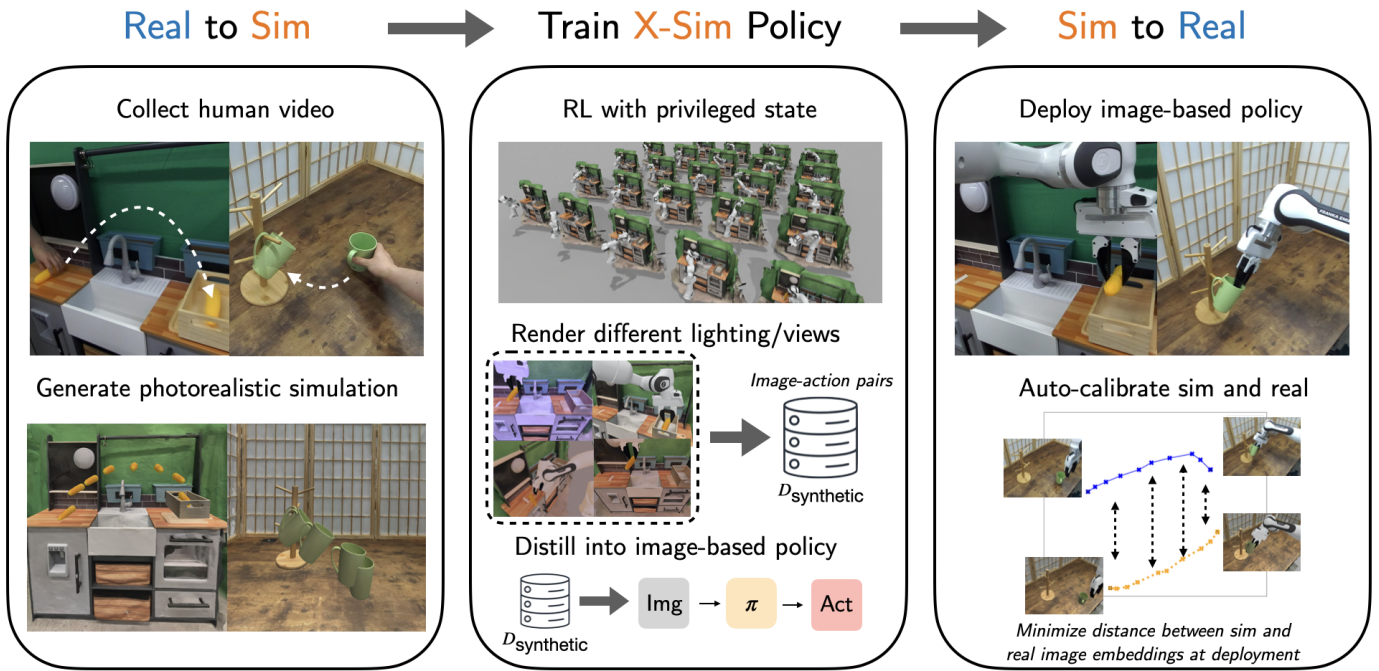 Real to Sim
Train X-Sim Policy
Sim to Real
Collect human video
Generate photorealistic simulation
RL with privileged state
Render different lighting/views
Image-action pairs
D synthetic
Distill into image-based policy
D synthetic
Img
π
Act
Deploy image-based policy
Auto-calibrate sim and real
Minimize distance between sim and
real image embeddings at deployment